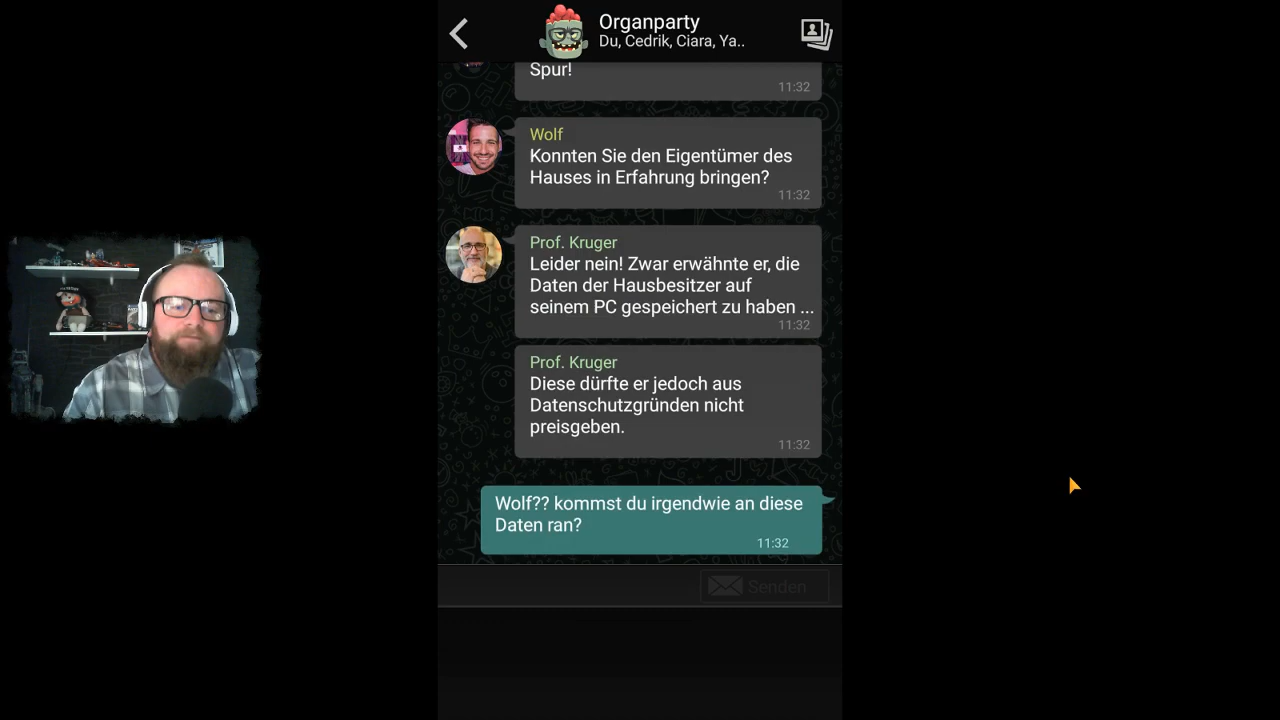 Organparty
Du, Cedrik, Ciara, Ya..
Spur!
11:32
Wolf
Konnten Sie den Eigentümer des
Hauses in Erfahrung bringen?
11:32
Prof. Kruger
Leider nein! Zwar erwähnte er, die
Daten der Hausbesitzer auf
seinem PC gespeichert zu haben ...
11:32
Prof. Kruger
Diese dürfte er jedoch aus
Datenschutzgründen nicht
preisgeben.
11:32
Wolf?? kommst du irgendwie an diese
Daten ran?
11:32
Senden